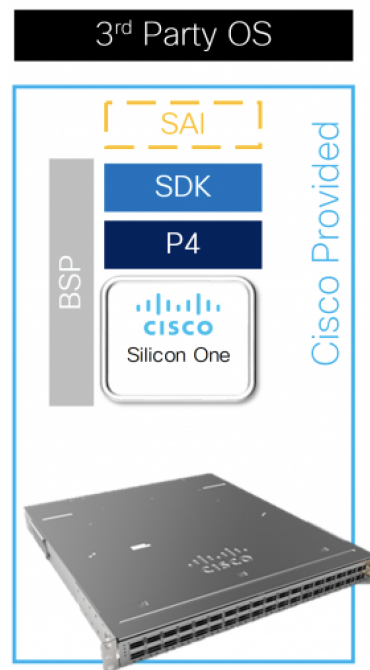 3rd Party OS
SAI
SDK
P4
BSP
CISCO
Silicon One
Cisco Provided
CISCO